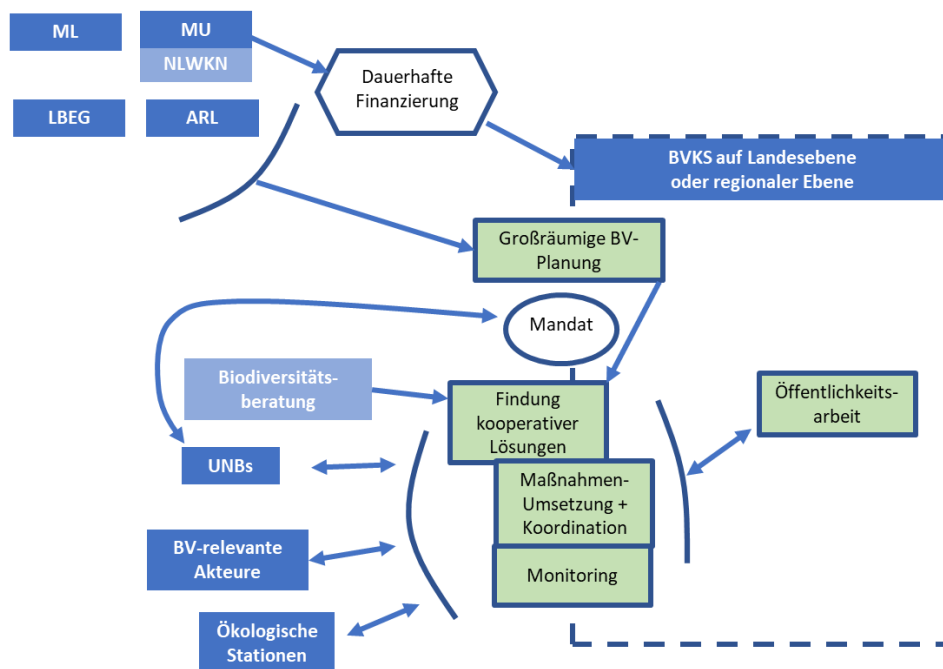 ML
MU
NLWKN
LBEG
ARL
Dauerhafte
Finanzierung
BVKS auf Landesebene
oder regionaler Ebene
Großräumige BV-
Planung
Mandat
Biodiversitäts-
beratung
Findung
kooperativer
Lösungen
Öffentlichkeits-
arbeit
UNBs
Maßnahmen-
Umsetzung +
Koordination
BV-relevante
Akteure
Monitoring
Ökologische
Stationen